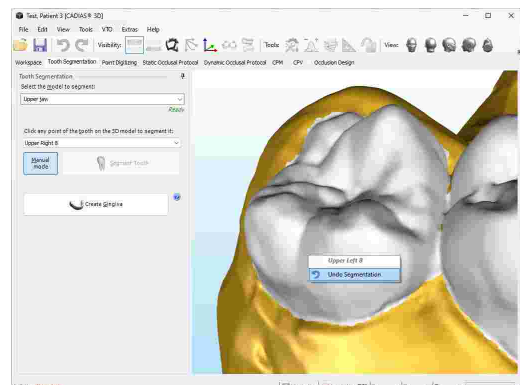 Test, Patient 3 [CADIAS® 3D]
File Edit View Tools VTO Extras Help
Visibility: Tools: View:
Workspace Tooth Segmentation Point Digitizing Static Occlusal Protocol Dynamic Occlusal Protocol CPM CPV Occlusion Design
Tooth Segmentation
Select the model to segment:
Upper Jaw
Ready
Click any point of the tooth on the 3D model to segment it:
Upper Right 8
Manual mode
Segment Tooth
Create Gingiva
Upper Left 8
Undo Segmentation